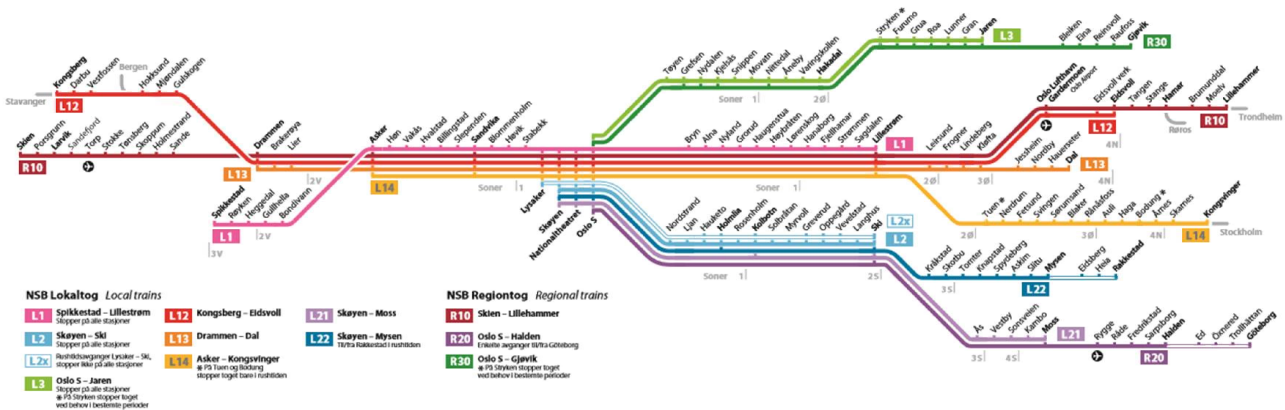 Stryken *
Furumo
Grua
Roa
Lunner
Gran
Jaren
L3
Bleiken
Eina
Reinsvoll
Raufoss
Gjøvik
R30
Tøyen
Grefsen
Nydalen
Kjelsås
Snippen
Movatn
Nittedal
Åneby
Varingskollen
Hakadal
Soner
1
2Ø
Kongsberg
Darbu
Vestfossen
Bergen
Hokksund
Mjøndalen
Gulskogen
Stavanger
L12
Oslo Lufthavn
Gardermoen
Oslo Airport
Eidsvoll verk
Eidsvoll
Tangen
Stange
Hamar
Brumunddal
Moelv
Lillehammer
L12
R10
Trondheim
Røros
4N
Skien
Porsgrunn
Larvik
Sandefjord
Torp
Stokke
Tønsberg
Skoppum
Holmestrand
Sande
R10
Drammen
Brakerøya
Lier
L13
2V
Asker
Høn
Vakås
Hvalstad
Billingstad
Slependen
Sandvika
Blommenholm
Høvik
Stabekk
L14
Soner
1
Lysaker
Skøyen
Nationaltheatret
Oslo S
Bryn
Alna
Nyland
Grorud
Haugenstua
Høybråten
Lørenskog
Hanaborg
Fjellhamar
Strømmen
Sagdalen
Lillestrøm
L1
Soner
1
Leirsund
Frogner
Lindeberg
Kløfta
2Ø
3Ø
Jessheim
Nordby
Hauerseter
Dal
L13
4N
Spikkestad
Røyken
Heggedal
Gullhella
Bondivann
L1
2V
3V
Nordstrand
Ljan
Hauketo
Holmlia
Rosenholm
Kolbotn
Solbråtan
Myrvoll
Greverud
Oppegård
Vevelstad
Langhus
Ski
L2x
L2
Soner
1
2S
Tuen *
Nerdrum
Fetsund
Svingen
Sørumsand
Blaker
Rånåsfoss
Auli
Haga
Bodung *
Årnes
Skarnes
Kongsvinger
L14
Stockholm
2Ø
3Ø
4N
Kråkstad
Skotbu
Tomter
Knapstad
Spydeberg
Askim
Slitu
Mysen
Eidsberg
Heia
Rakkestad
3S
L22
Ås
Vestby
Sonsveien
Kambo
Moss
L21
3S
4S
Rygge
Råde
Fredrikstad
Sarpsborg
Halden
Ed
Öxnered
Trollhättan
Göteborg
R20
NSB Lokaltog Local trains
L1 Spikkestad – Lillestrøm
Stopper på alle stasjoner
L2 Skøyen – Ski
Stopper på alle stasjoner
L2x Rushtidsavganger Lysaker – Ski,
stopper ikke på alle stasjoner
L3 Oslo S – Jaren
Stopper på alle stasjoner
* På Stryken stopper toget
ved behov i bestemte perioder
L12 Kongsberg – Eidsvoll
L13 Drammen – Dal
L14 Asker – Kongsvinger
* På Tuen og Bodung
stopper toget bare i rushtiden
L21 Skøyen – Moss
L22 Skøyen – Mysen
Til/fra Rakkestad i rushtiden
NSB Regiontog Regional trains
R10 Skien – Lillehammer
R20 Oslo S – Halden
Enkelte avganger til/fra Göteborg
R30 Oslo S – Gjøvik
* På Stryken stopper toget
ved behov i bestemte perioder